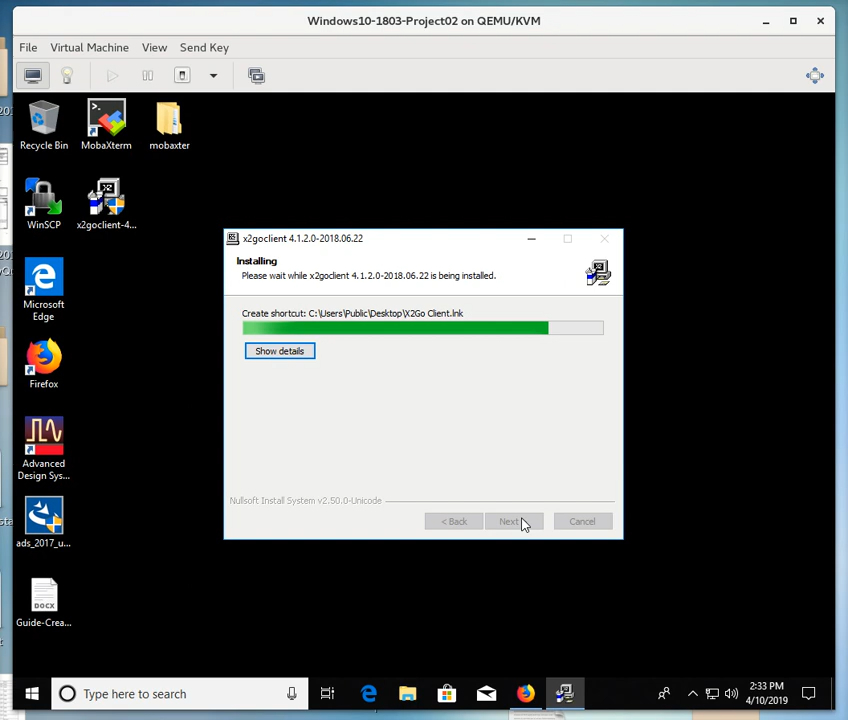 Windows10-1803-Project02 on QEMU/KVM
File Virtual Machine View Send Key
Recycle Bin
MobaXterm
mobaxter
WinSCP
x2goclient-4...
Microsoft
Edge
Firefox
Advanced
Design Sys...
ads_2017_u...
DOCX
Guide-Crea...
x2goclient 4.1.2.0-2018.06.22
Installing
Please wait while x2goclient 4.1.2.0-2018.06.22 is being installed.
Create shortcut: C:\Users\Public\Desktop\X2Go Client.lnk
Show details
Nullsoft Install System v2.50.0-Unicode
< Back Next Cancel
Type here to search
2:33 PM
4/10/2019